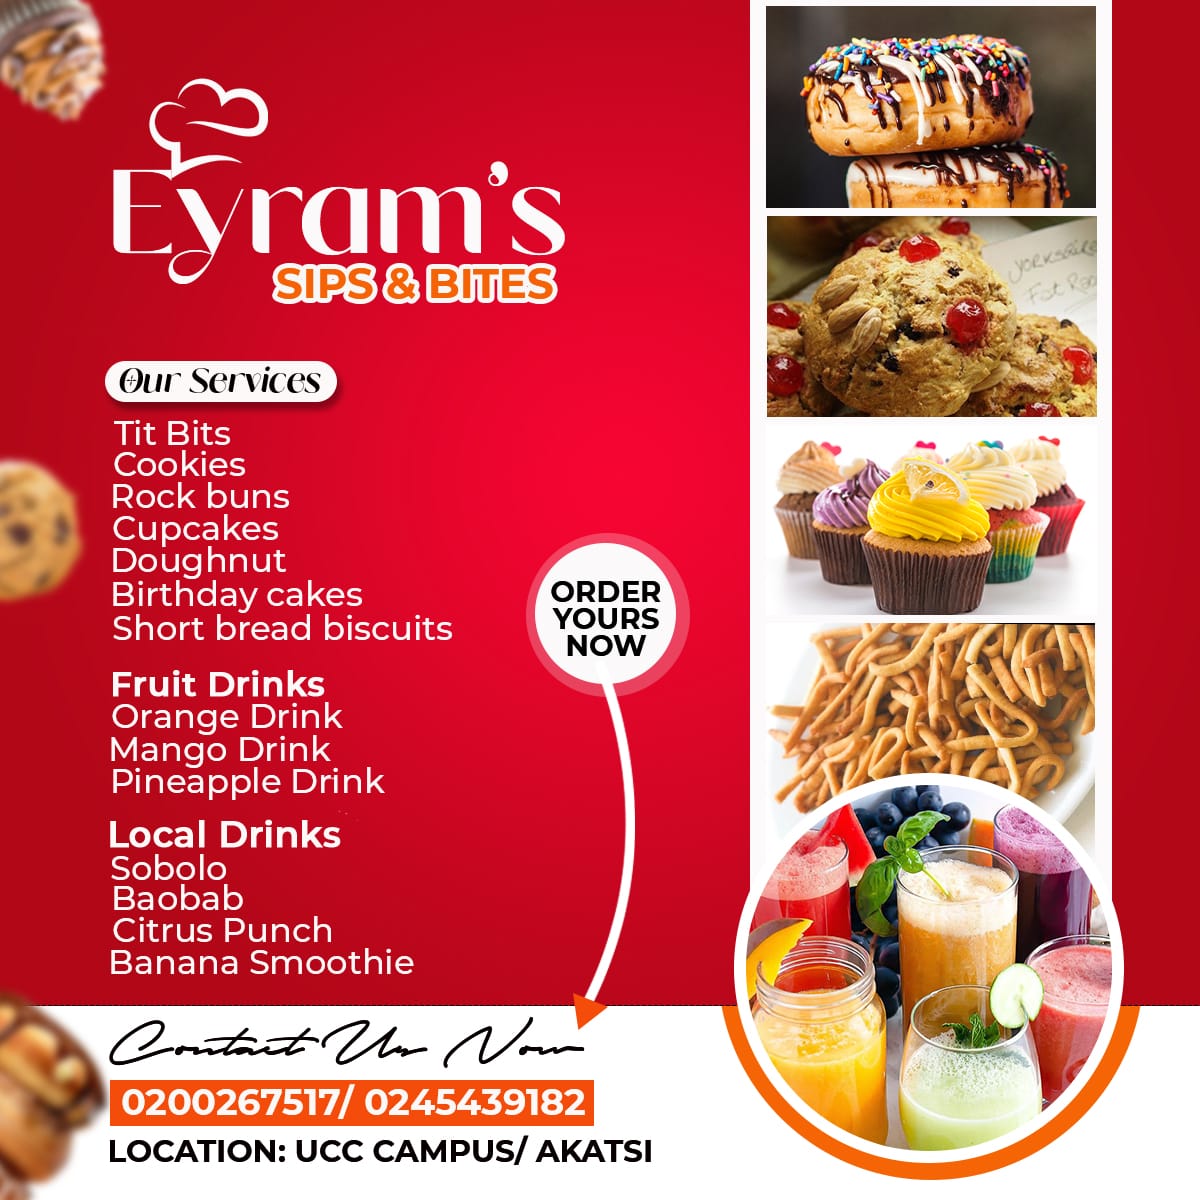 Eyram's
SIPS & BITES
Our Services
Tit Bits
Cookies
Rock buns
Cupcakes
Doughnut
Birthday cakes
Short bread biscuits
Fruit Drinks
Orange Drink
Mango Drink
Pineapple Drink
Local Drinks
Sobolo
Baobab
Citrus Punch
Banana Smoothie
ORDER
YOURS
NOW
Contact Us Now
0200267517/ 0245439182
LOCATION: UCC CAMPUS/ AKATSI
Yorkshire
Fat